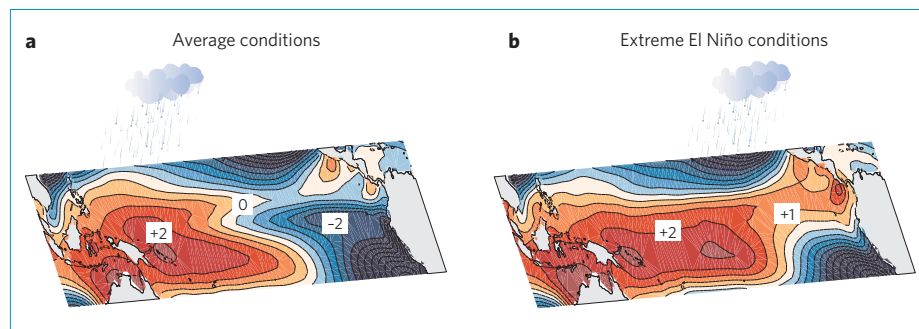 a Average conditions
b Extreme El Niño conditions
0
+2
–2
+2
+1